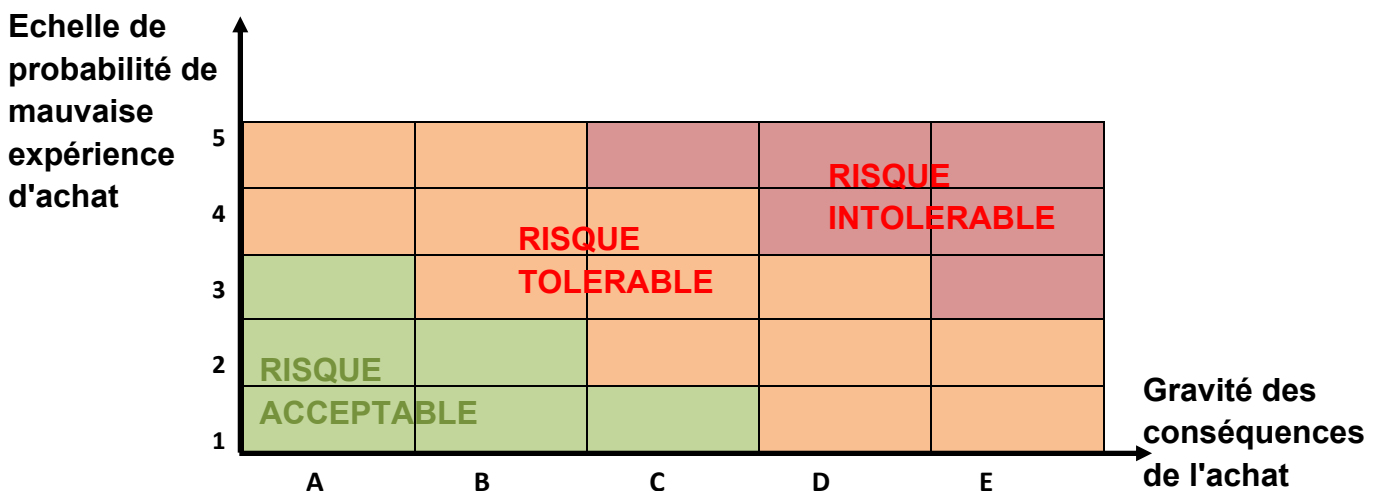 Echelle de
probabilité de
mauvaise
expérience
d'achat
5
4
3
2
1
RISQUE
INTOLERABLE
RISQUE
TOLERABLE
RISQUE
ACCEPTABLE
A
B
C
D
E
Gravité des
conséquences
de l'achat